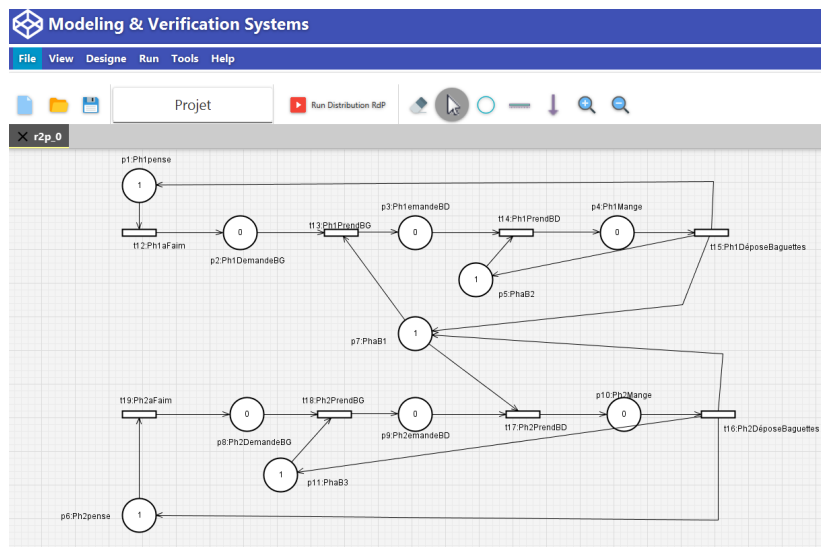 Modeling & Verification Systems
File View Designe Run Tools Help
Projet Run Distribution RdP
r2p_0
p1:Ph1pense
1
p3:Ph1emandeBD
p4:Ph1Mange
t13:Ph1PrendBG
t14:Ph1PrendBD
0
0
0
t12:Ph1aFaim
t15:Ph1DéposeBaguettes
p2:Ph1DemandeBG
1
p5:PhaB2
1
p7:PhaB1
p10:Ph2Mange
t19:Ph2aFaim
t18:Ph2PrendBG
0
0
0
t17:Ph2PrendBD
t16:Ph2DéposeBaguettes
p9:Ph2emandeBD
p8:Ph2DemandeBG
1
p11:PhaB3
p6:Ph2pense
1